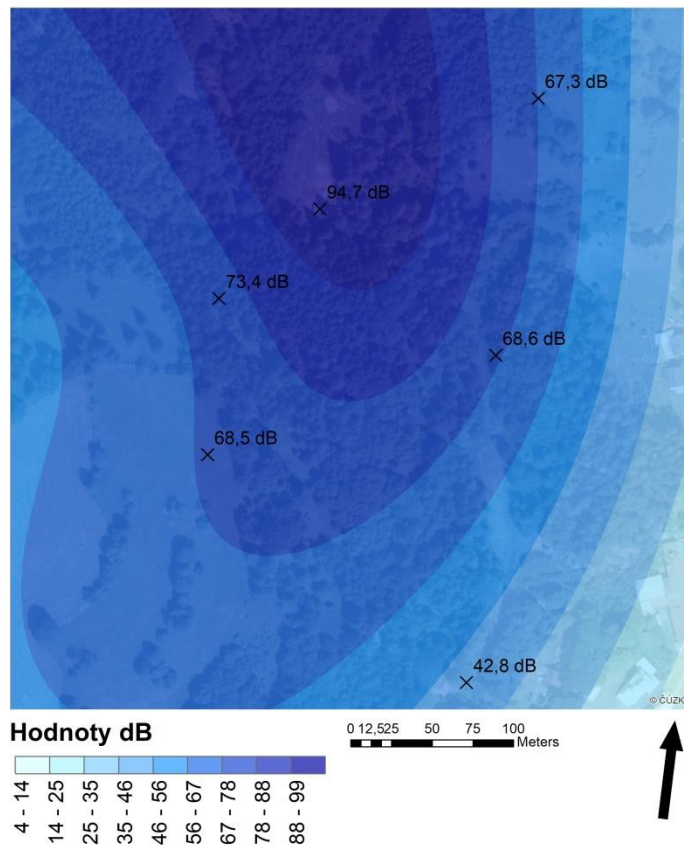 67,3 dB
94,7 dB
73,4 dB
68,6 dB
68,5 dB
42,8 dB
© ČÚZK
Hodnoty dB
0 12,525 50 75 100
Meters
4 - 14
14 - 25
25 - 35
35 - 46
46 - 56
56 - 67
67 - 78
78 - 88
88 - 99